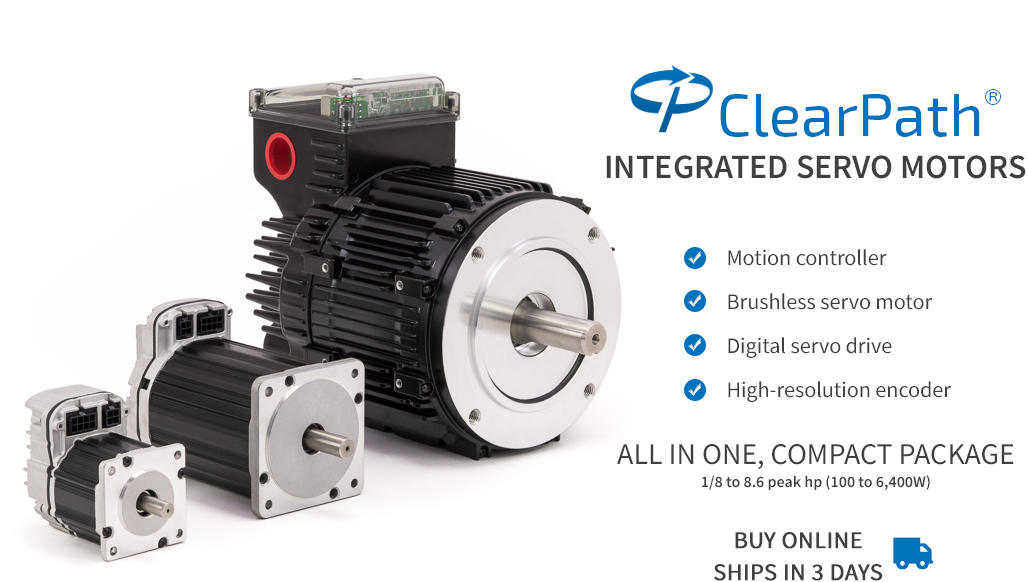 ClearPath®
INTEGRATED SERVO MOTORS
Motion controller
Brushless servo motor
Digital servo drive
High-resolution encoder
ALL IN ONE, COMPACT PACKAGE
1/8 to 8.6 peak hp (100 to 6,400W)
BUY ONLINE
SHIPS IN 3 DAYS